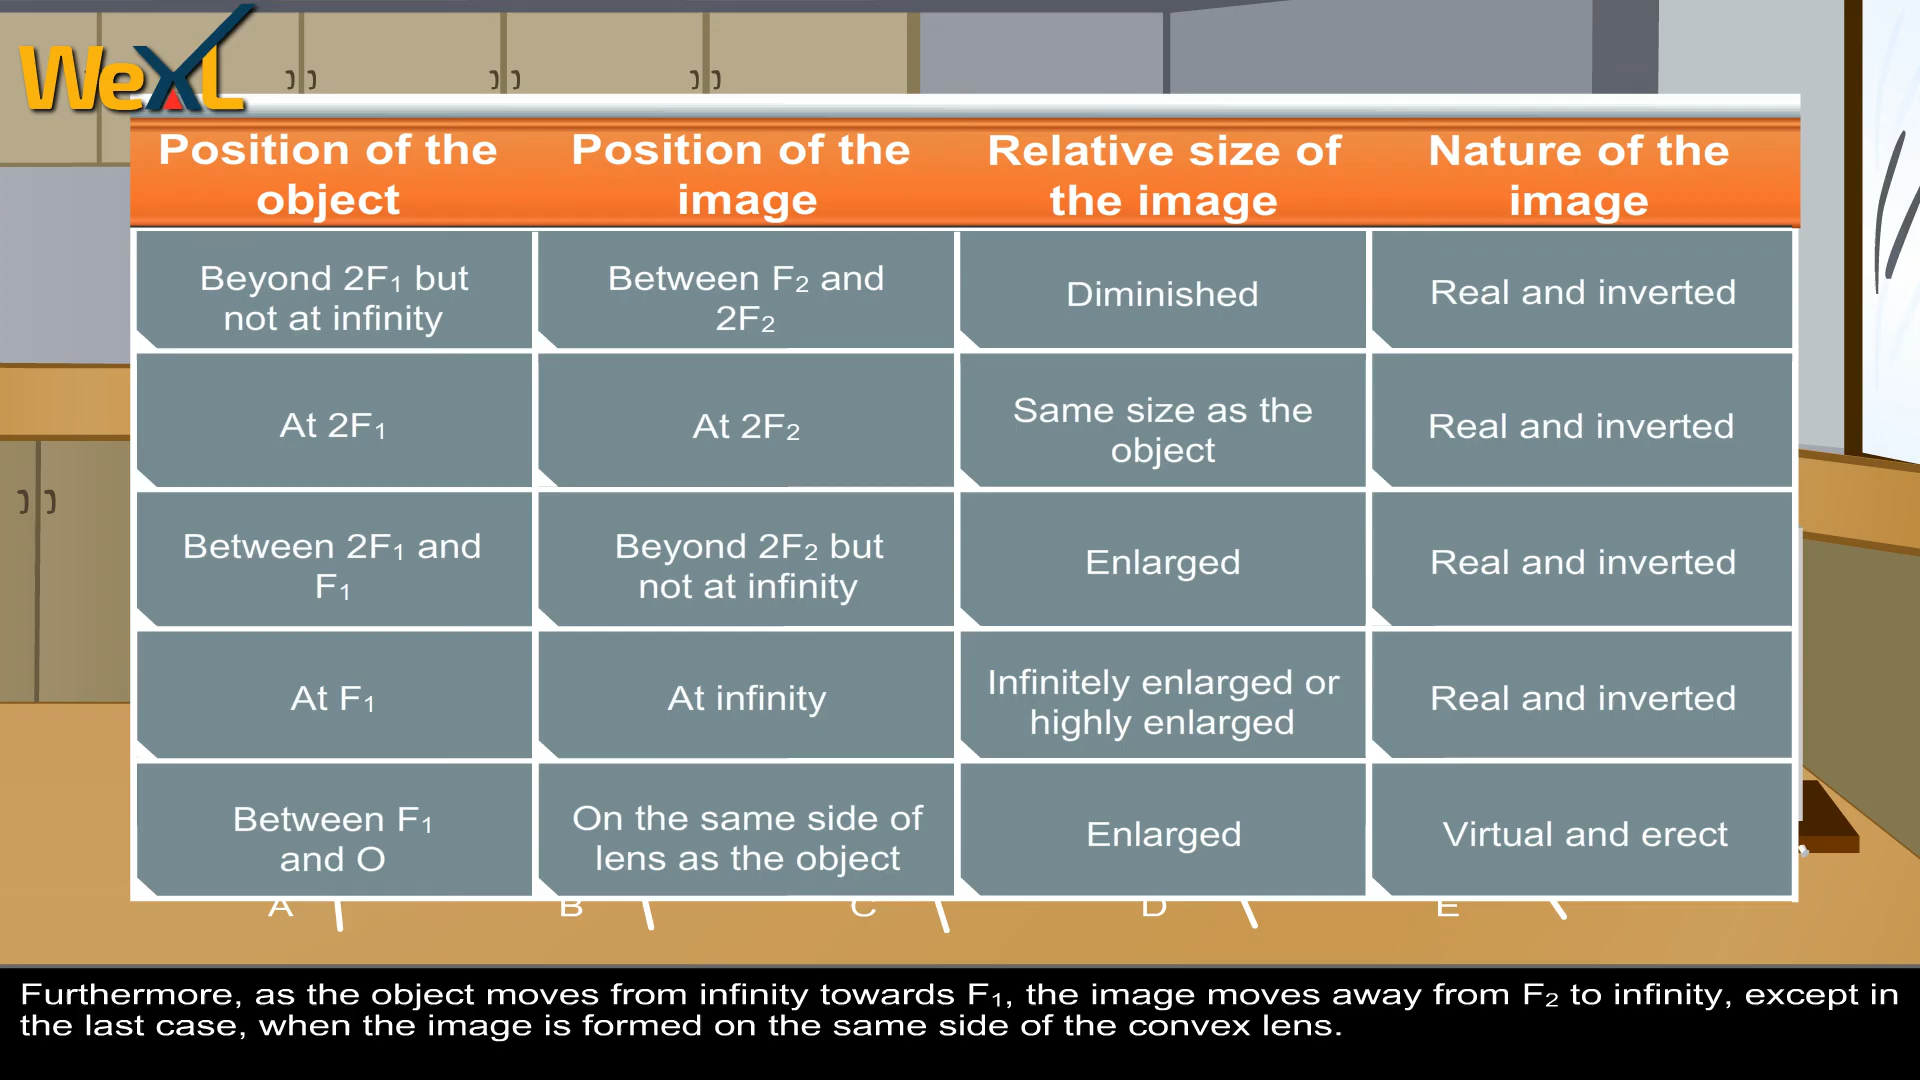 WeXL
Position of the object
Position of the image
Relative size of the image
Nature of the image
Beyond 2F₁ but
not at infinity
Between F₂ and
2F₂
Diminished
Real and inverted
At 2F₁
At 2F₂
Same size as the
object
Real and inverted
Between 2F₁ and
F₁
Beyond 2F₂ but
not at infinity
Enlarged
Real and inverted
At F₁
At infinity
Infinitely enlarged or
highly enlarged
Real and inverted
Between F₁
and O
On the same side of
lens as the object
Enlarged
Virtual and erect
A B C D E
Furthermore, as the object moves from infinity towards F₁, the image moves away from F₂ to infinity, except in
the last case, when the image is formed on the same side of the convex lens.